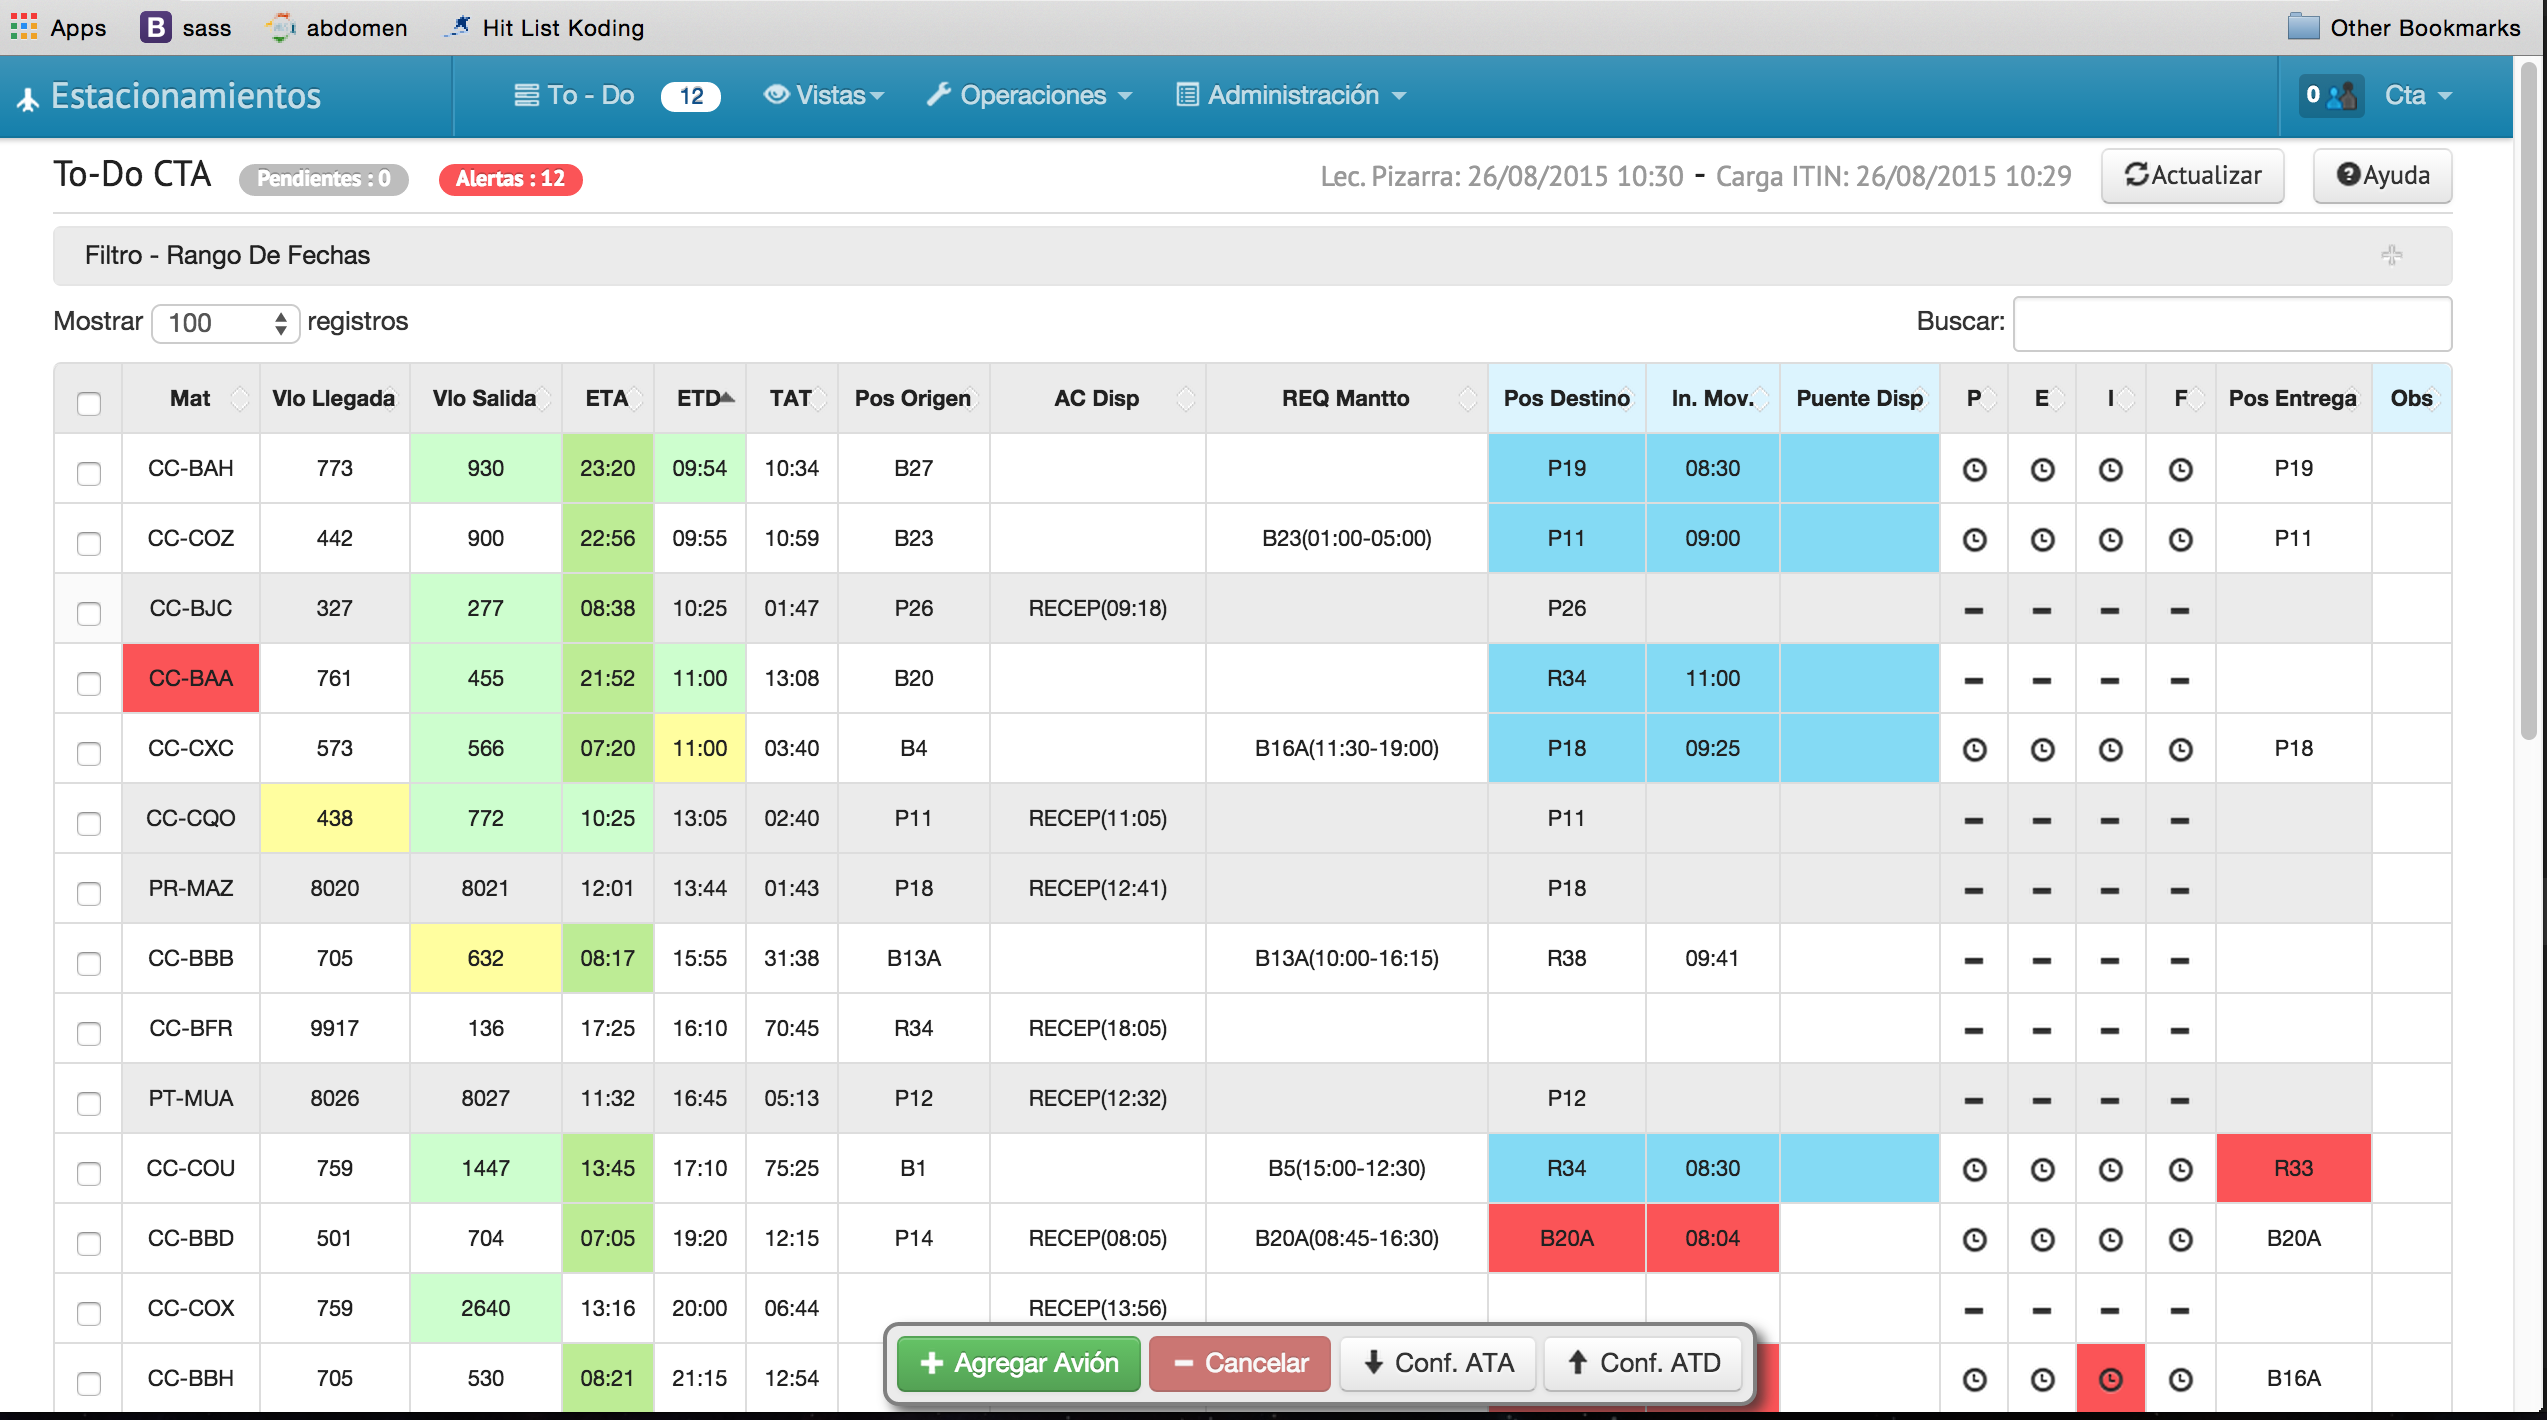 Apps B sass abdomen Hit List Koding Other Bookmarks
Estacionamientos To - Do 12 Vistas Operaciones Administración 0 Cta
To-Do CTA Pendientes : 0 Alertas : 12 Lec. Pizarra: 26/08/2015 10:30 - Carga ITIN: 26/08/2015 10:29 Actualizar Ayuda
Filtro - Rango De Fechas
Mostrar 100 registros Buscar:
Mat Vlo Llegada Vlo Salida ETA ETD TAT Pos Origen AC Disp REQ Mantto Pos Destino In. Mov. Puente Disp P E I F Pos Entrega Obs
CC-BAH 773 930 23:20 09:54 10:34 B27 P19 08:30 P19
CC-COZ 442 900 22:56 09:55 10:59 B23 B23(01:00-05:00) P11 09:00 P11
CC-BJC 327 277 08:38 10:25 01:47 P26 RECEP(09:18) P26
CC-BAA 761 455 21:52 11:00 13:08 B20 R34 11:00
CC-CXC 573 566 07:20 11:00 03:40 B4 B16A(11:30-19:00) P18 09:25 P18
CC-CQO 438 772 10:25 13:05 02:40 P11 RECEP(11:05) P11
PR-MAZ 8020 8021 12:01 13:44 01:43 P18 RECEP(12:41) P18
CC-BBB 705 632 08:17 15:55 31:38 B13A B13A(10:00-16:15) R38 09:41
CC-BFR 9917 136 17:25 16:10 70:45 R34 RECEP(18:05)
PT-MUA 8026 8027 11:32 16:45 05:13 P12 RECEP(12:32) P12
CC-COU 759 1447 13:45 17:10 75:25 B1 B5(15:00-12:30) R34 08:30 R33
CC-BBD 501 704 07:05 19:20 12:15 P14 RECEP(08:05) B20A(08:45-16:30) B20A 08:04 B20A
CC-COX 759 2640 13:16 20:00 06:44 RECEP(13:56)
CC-BBH 705 530 08:21 21:15 12:54 B16A
Agregar Avión Cancelar Conf. ATA Conf. ATD